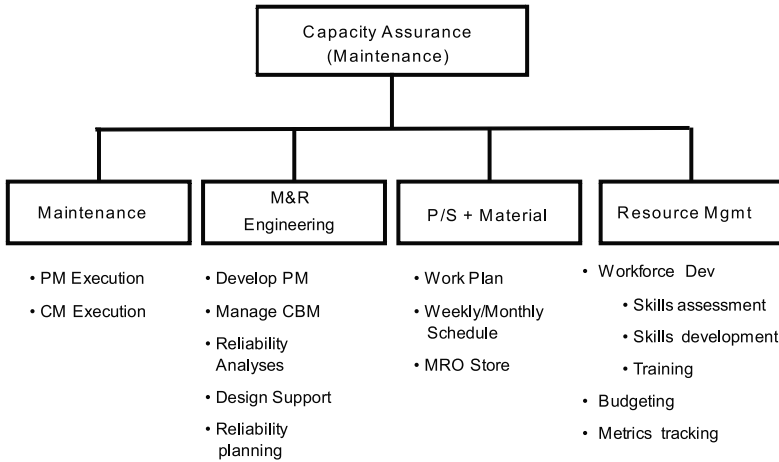 Capacity Assurance
(Maintenance)
Maintenance
M&R
Engineering
P/S + Material
Resource Mgmt
• PM Execution
• CM Execution
• Develop PM
• Manage CBM
• Reliability
Analyses
• Design Support
• Reliability
planning
• Work Plan
• Weekly/Monthly
Schedule
• MRO Store
• Workforce Dev
• Skills assessment
• Skills development
• Training
• Budgeting
• Metrics tracking